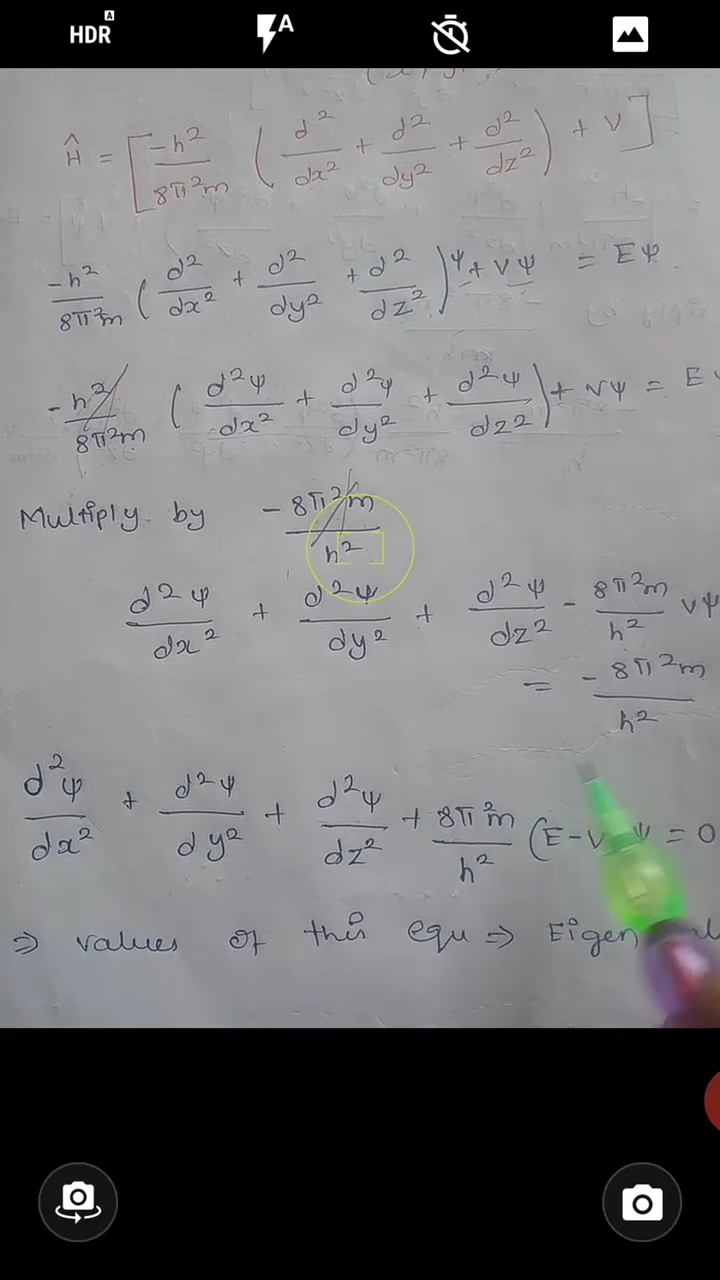 HDR A
A
Ĥ = [ -h²/8π²m ( d²/dx² + d²/dy² + d²/dz² ) + V ]
-h²/8π²m ( d²/dx² + d²/dy² + d²/dz² ) ψ + Vψ = Eψ
-h²/8π²m ( d²ψ/dx² + d²ψ/dy² + d²ψ/dz² ) + Vψ = E
Multiply by - 8π²m/h²
d²ψ/dx² + d²ψ/dy² + d²ψ/dz² - 8π²m/h² Vψ
= - 8π²m/h²
d²ψ/dx² + d²ψ/dy² + d²ψ/dz² + 8π²m/h² (E-V ψ = 0
⇒ values of this equ ⇒ Eigen